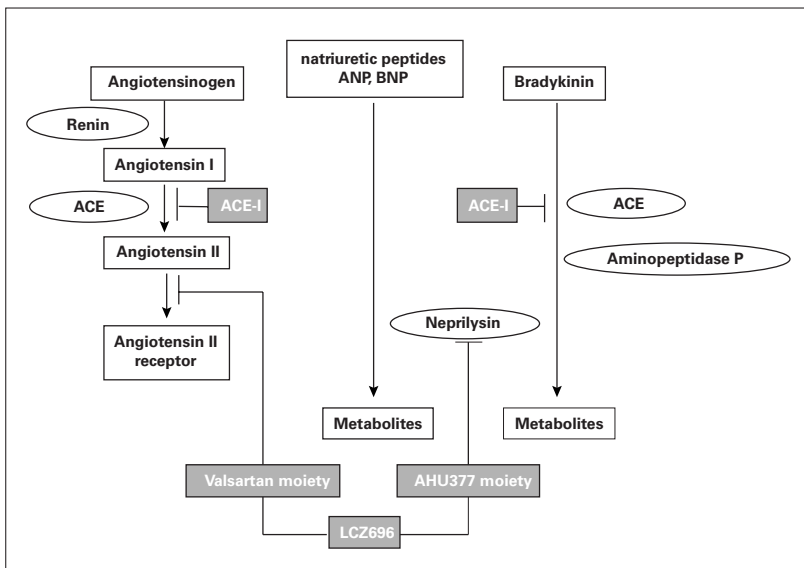 natriuretic peptides
ANP, BNP
Angiotensinogen
Bradykinin
Renin
Angiotensin I
ACE
ACE-I
ACE-I
ACE
Angiotensin II
Aminopeptidase P
Neprilysin
Angiotensin II
receptor
Metabolites
Metabolites
Valsartan moiety
AHU377 moiety
LCZ696